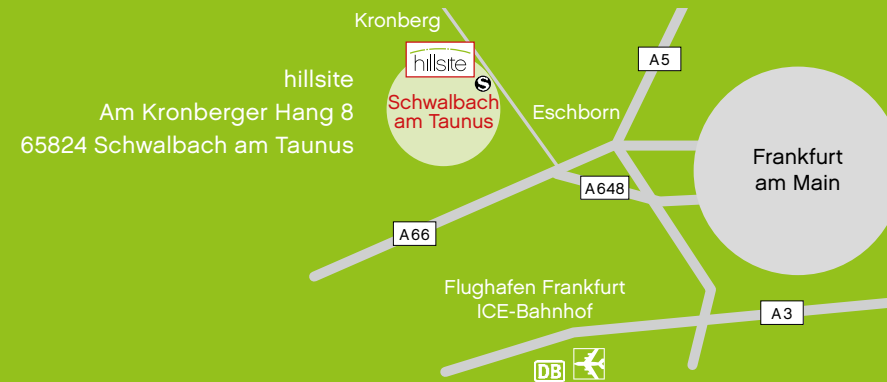 Kronberg
hillsite
hillsite
Am Kronberger Hang 8
65824 Schwalbach am Taunus
S
Schwalbach
am Taunus
Eschborn
A5
Frankfurt
am Main
A648
A66
Flughafen Frankfurt
ICE-Bahnhof
A3
DB